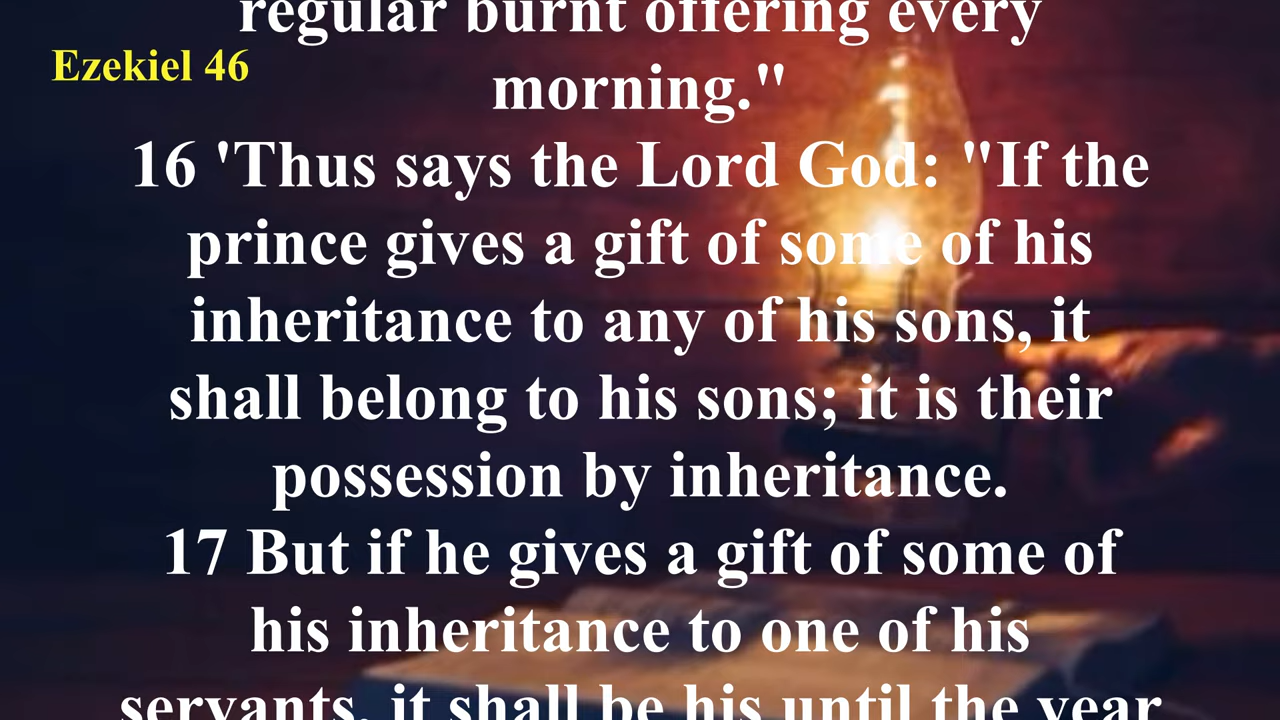 regular burnt offering every
Ezekiel 46
morning."
16 'Thus says the Lord God: "If the
prince gives a gift of some of his
inheritance to any of his sons, it
shall belong to his sons; it is their
possession by inheritance.
17 But if he gives a gift of some of
his inheritance to one of his
servants, it shall be his until the year